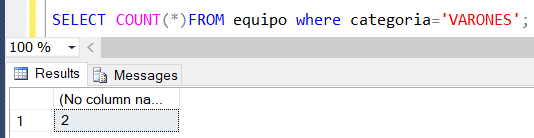 SELECT COUNT(*)FROM equipo where categoria='VARONES';
100 %
Results Messages
(No column na...
1 2